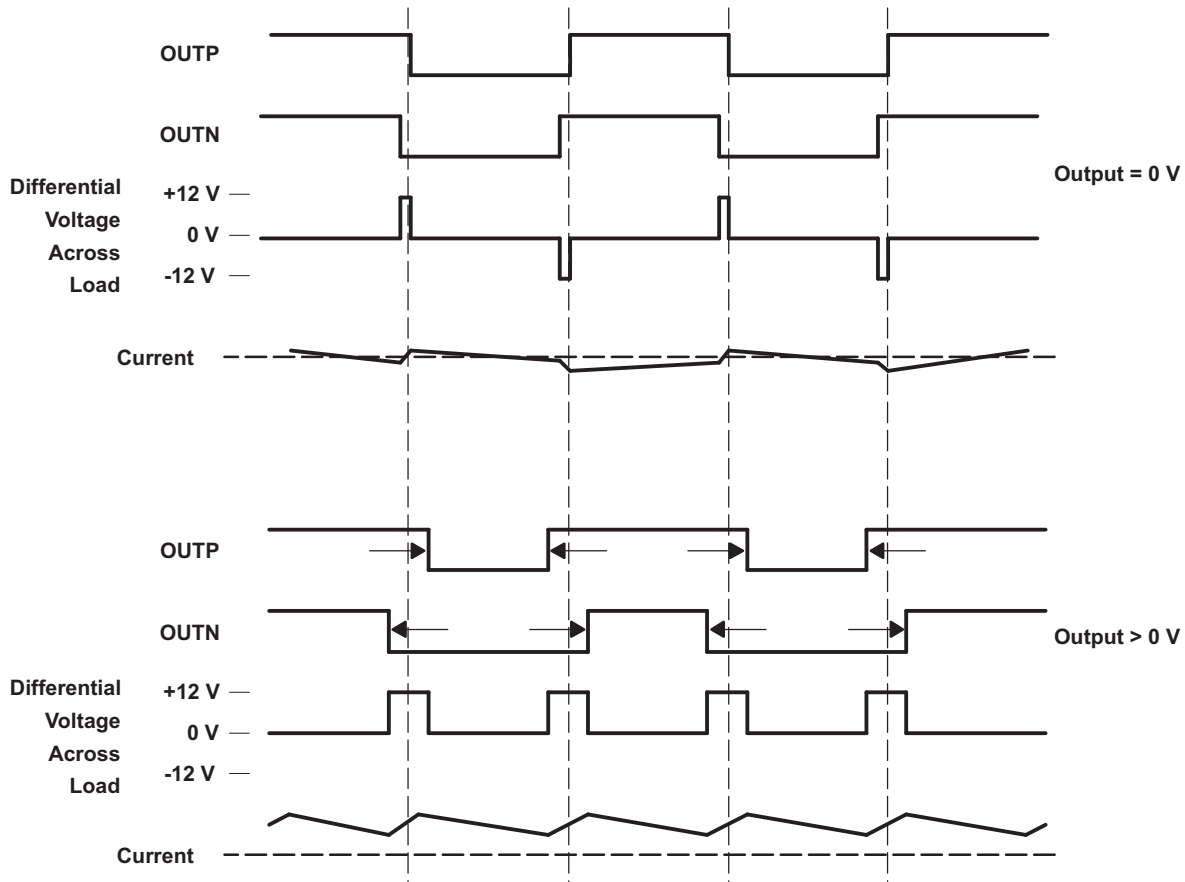 OUTP
OUTN
Output = 0 V
Differential
Voltage
Across
Load
+12 V
0 V
-12 V
Current
OUTP
OUTN
Output > 0 V
Differential
Voltage
Across
Load
+12 V
0 V
-12 V
Current